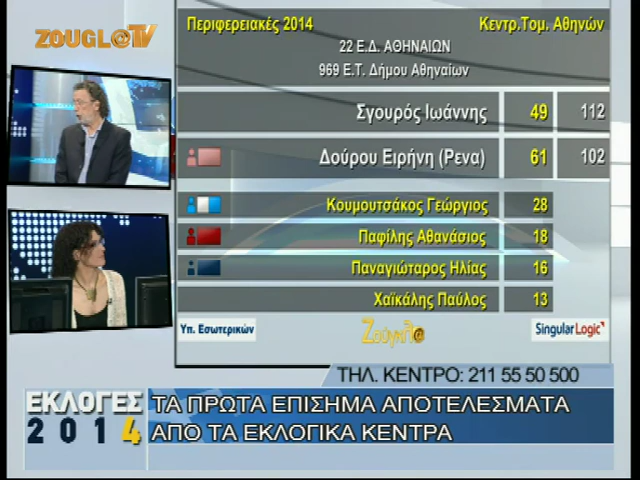 ZOUGL@TV
Περιφερειακές 2014
Κεντρ.Τομ. Αθηνών
22 Ε.Δ. ΑΘΗΝΑΙΩΝ
969 Ε.Τ. Δήμου Αθηναίων
Σγουρός Ιωάννης 49 112
Δούρου Ειρήνη (Ρενα) 61 102
Κουμουτσάκος Γεώργιος 28
Παφίλης Αθανάσιος 18
Παναγιώταρος Ηλίας 16
Χαϊκάλης Παύλος 13
Υπ. Εσωτερικών
Ζούγκλ@
SingularLogic
ΤΗΛ. ΚΕΝΤΡΟ: 211 55 50 500
ΕΚΛΟΓΕΣ
2014
ΤΑ ΠΡΩΤΑ ΕΠΙΣΗΜΑ ΑΠΟΤΕΛΕΣΜΑΤΑ
ΑΠΟ ΤΑ ΕΚΛΟΓΙΚΑ ΚΕΝΤΡΑ